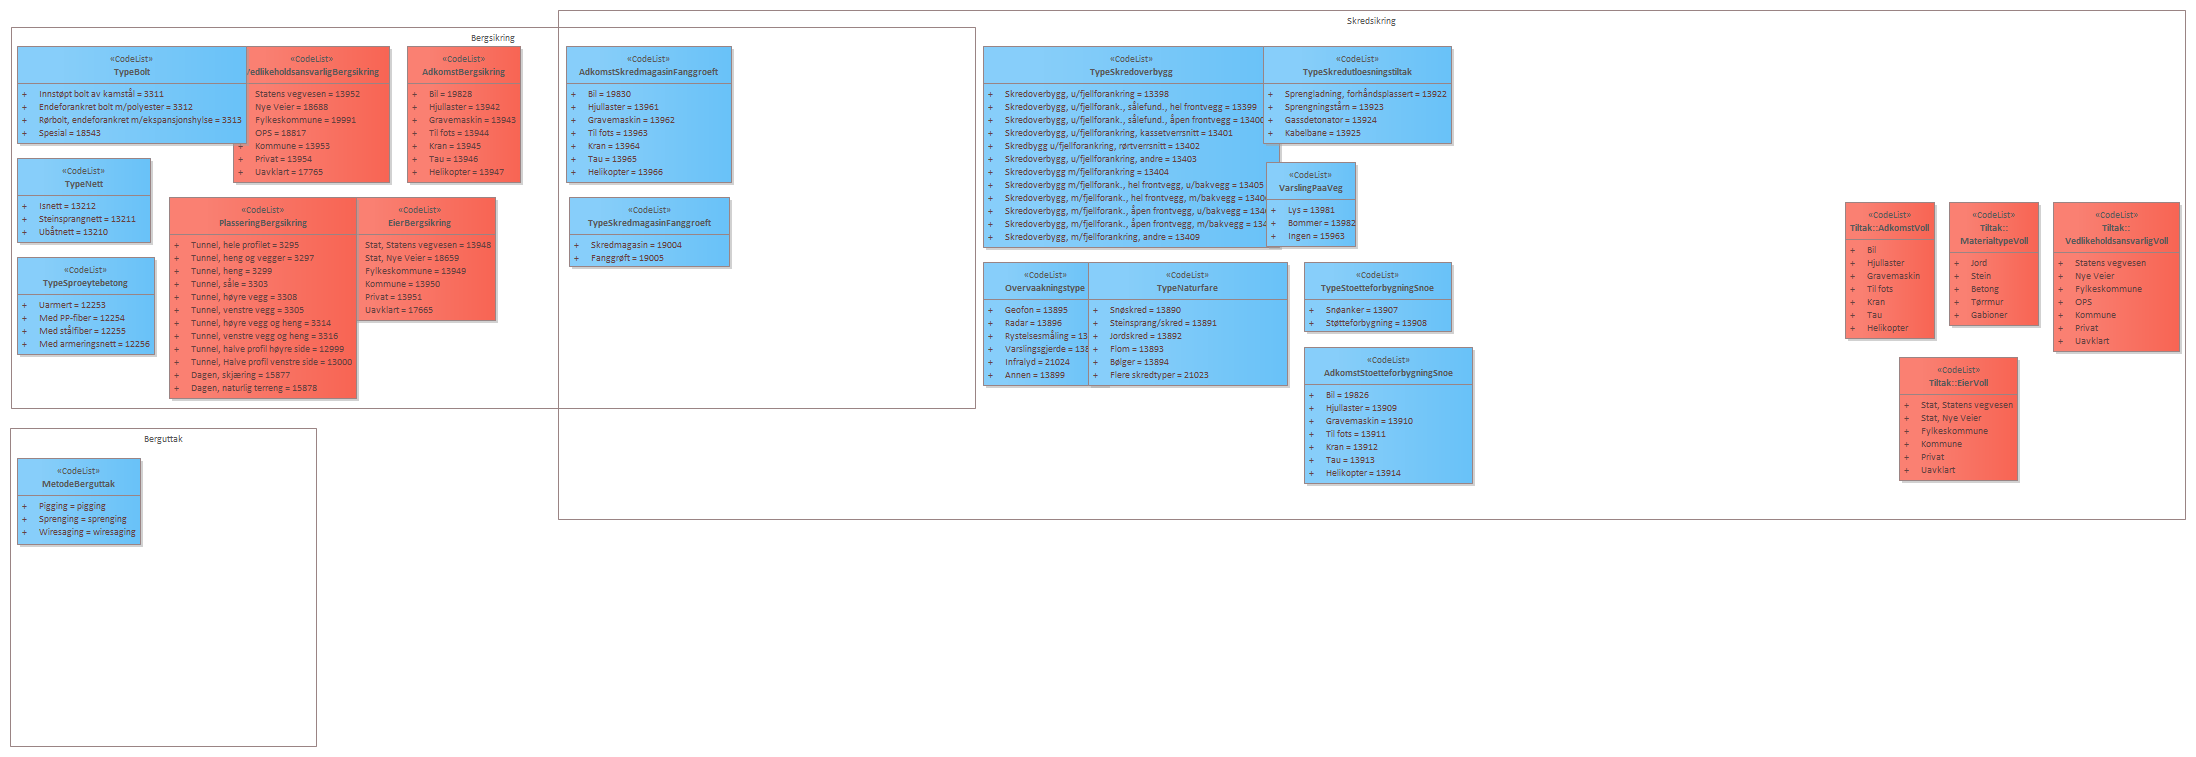 Skredsikring
Bergsikring
«CodeList»
TypeBolt
+ Innstøpt bolt av kamstål = 3311
+ Endeforankret bolt m/polyester = 3312
+ Rørbolt, endeforankret m/ekspansjonshylse = 3313
+ Spesial = 18543
«CodeList»
VedlikeholdsansvarligBergsikring
Statens vegvesen = 13952
Nye Veier = 18688
Fylkeskommune = 19991
OPS = 18817
+ Kommune = 13953
+ Privat = 13954
+ Uavklart = 17765
«CodeList»
AdkomstBergsikring
+ Bil = 19828
+ Hjullaster = 13942
+ Gravemaskin = 13943
+ Til fots = 13944
+ Kran = 13945
+ Tau = 13946
+ Helikopter = 13947
«CodeList»
AdkomstSkredmagasinFanggroeft
+ Bil = 19830
+ Hjullaster = 13961
+ Gravemaskin = 13962
+ Til fots = 13963
+ Kran = 13964
+ Tau = 13965
+ Helikopter = 13966
«CodeList»
TypeSkredoverbygg
+ Skredoverbygg, u/fjellforankring = 13398
+ Skredoverbygg, u/fjellforank., sålefund., hel frontvegg = 13399
+ Skredoverbygg, u/fjellforank., sålefund., åpen frontvegg = 13400
+ Skredoverbygg, u/fjellforankring, kassetverrsnitt = 13401
+ Skredbygg u/fjellforankring, rørtverrsnitt = 13402
+ Skredoverbygg, u/fjellforankring, andre = 13403
+ Skredoverbygg m/fjellforankring = 13404
+ Skredoverbygg m/fjellforank., hel frontvegg, u/bakvegg = 13405
+ Skredoverbygg, m/fjellforank., hel frontvegg, m/bakvegg = 1340
+ Skredoverbygg, m/fjellforank., åpen frontvegg, u/bakvegg = 134
+ Skredoverbygg, m/fjellforank., åpen frontvegg, m/bakvegg = 134
+ Skredoverbygg, m/fjellforankring, andre = 13409
«CodeList»
TypeSkredutloesningstiltak
+ Sprengladning, forhåndsplassert = 13922
+ Sprengningstårn = 13923
+ Gassdetonator = 13924
+ Kabelbane = 13925
«CodeList»
VarslingPaaVeg
+ Lys = 13981
+ Bommer = 13982
+ Ingen = 15963
«CodeList»
TypeNett
+ Isnett = 13212
+ Steinsprangnett = 13211
+ Ubåtnett = 13210
«CodeList»
PlasseringBergsikring
+ Tunnel, hele profilet = 3295
+ Tunnel, heng og vegger = 3297
+ Tunnel, heng = 3299
+ Tunnel, såle = 3303
+ Tunnel, høyre vegg = 3308
+ Tunnel, venstre vegg = 3305
+ Tunnel, høyre vegg og heng = 3314
+ Tunnel, venstre vegg og heng = 3316
+ Tunnel, halve profil høyre side = 12999
+ Tunnel, Halve profil venstre side = 13000
+ Dagen, skjæring = 15877
+ Dagen, naturlig terreng = 15878
«CodeList»
EierBergsikring
Stat, Statens vegvesen = 13948
Stat, Nye Veier = 18659
Fylkeskommune = 13949
Kommune = 13950
Privat = 13951
Uavklart = 17665
«CodeList»
TypeSkredmagasinFanggroeft
+ Skredmagasin = 19004
+ Fanggrøft = 19005
«CodeList»
Tiltak::AdkomstVoll
+ Bil
+ Hjullaster
+ Gravemaskin
+ Til fots
+ Kran
+ Tau
+ Helikopter
«CodeList»
Tiltak::
MaterialtypeVoll
+ Jord
+ Stein
+ Betong
+ Tørrmur
+ Gabioner
«CodeList»
Tiltak::
VedlikeholdsansvarligVoll
+ Statens vegvesen
+ Nye Veier
+ Fylkeskommune
+ OPS
+ Kommune
+ Privat
+ Uavklart
«CodeList»
TypeSproeytebetong
+ Uarmert = 12253
+ Med PP-fiber = 12254
+ Med stålfiber = 12255
+ Med armeringsnett = 12256
«CodeList»
Overvaakningstype
+ Geofon = 13895
+ Radar = 13896
+ Rystelsesmåling = 13
+ Varslingsgjerde = 138
+ Infralyd = 21024
+ Annen = 13899
«CodeList»
TypeNaturfare
+ Snøskred = 13890
+ Steinsprang/skred = 13891
+ Jordskred = 13892
+ Flom = 13893
+ Bølger = 13894
+ Flere skredtyper = 21023
«CodeList»
TypeStoetteforbygningSnoe
+ Snøanker = 13907
+ Støtteforbygning = 13908
«CodeList»
AdkomstStoetteforbygningSnoe
+ Bil = 19826
+ Hjullaster = 13909
+ Gravemaskin = 13910
+ Til fots = 13911
+ Kran = 13912
+ Tau = 13913
+ Helikopter = 13914
«CodeList»
Tiltak::EierVoll
+ Stat, Statens vegvesen
+ Stat, Nye Veier
+ Fylkeskommune
+ Kommune
+ Privat
+ Uavklart
Berguttak
«CodeList»
MetodeBerguttak
+ Pigging = pigging
+ Sprenging = sprenging
+ Wiresaging = wiresaging